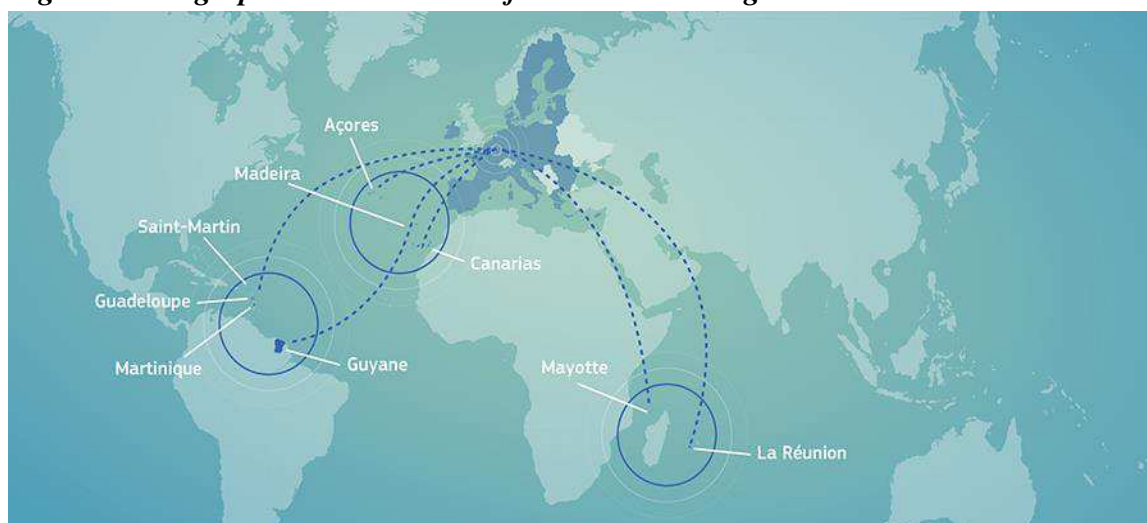 Açores
Madeira
Saint-Martin
Canarias
Guadeloupe
Martinique
Guyane
Mayotte
La Réunion